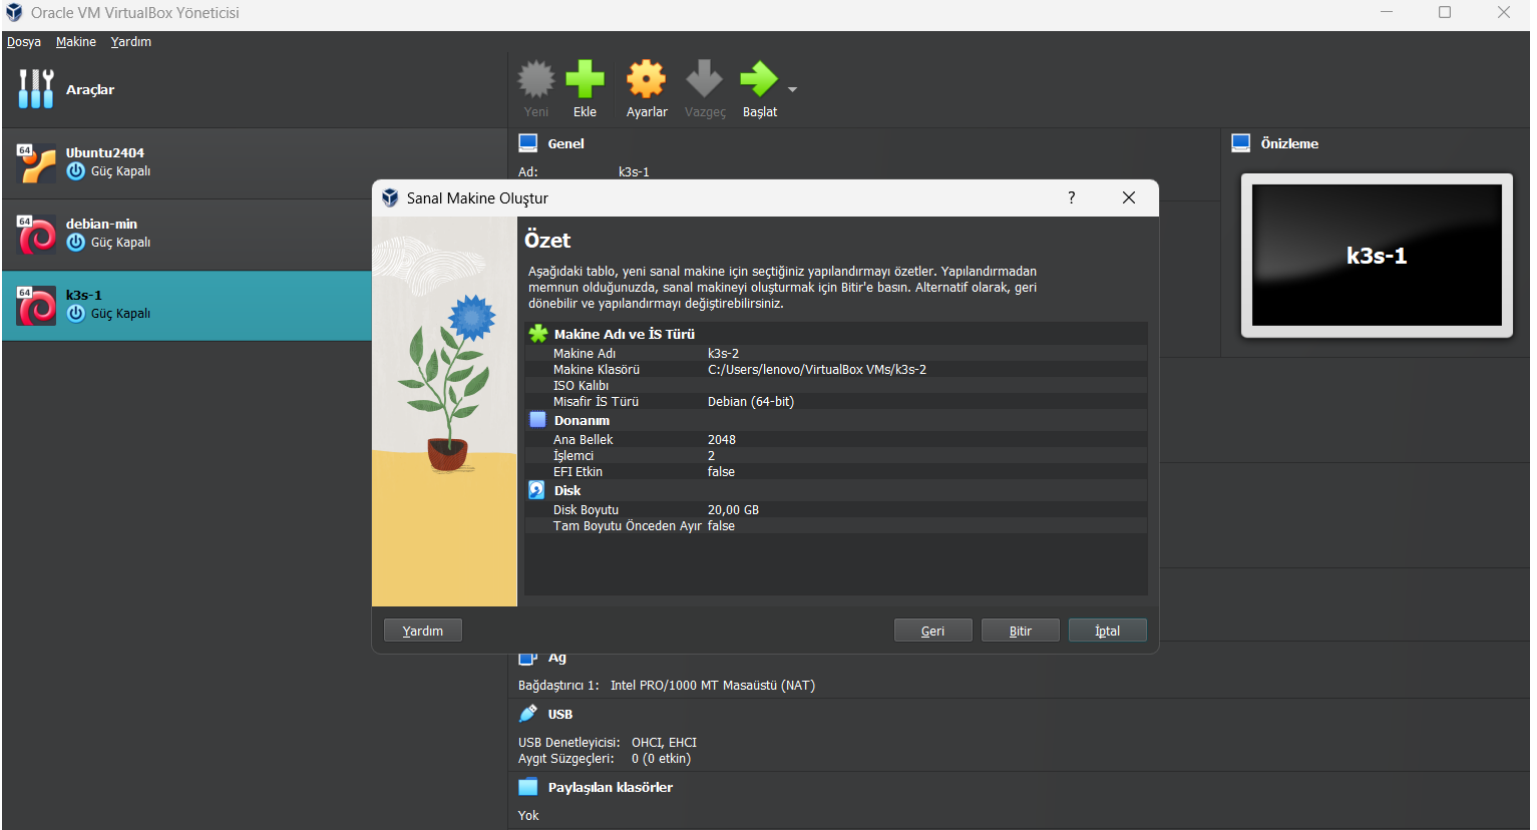 Oracle VM VirtualBox Yöneticisi
Dosya Makine Yardım
Araçlar
Yeni Ekle Ayarlar Vazgeç Başlat
64 Ubuntu2404
Güç Kapalı
64 debian-min
Güç Kapalı
64 k3s-1
Güç Kapalı
Genel
Ad: k3s-1
Önizleme
k3s-1
Sanal Makine Oluştur ?
Özet
Aşağıdaki tablo, yeni sanal makine için seçtiğiniz yapılandırmayı özetler. Yapılandırmadan
memnun olduğunuzda, sanal makineyi oluşturmak için Bitir'e basın. Alternatif olarak, geri
dönebilir ve yapılandırmayı değiştirebilirsiniz.
Makine Adı ve İS Türü
Makine Adı k3s-2
Makine Klasörü C:/Users/lenovo/VirtualBox VMs/k3s-2
ISO Kalıbı
Misafir İS Türü Debian (64-bit)
Donanım
Ana Bellek 2048
İşlemci 2
EFI Etkin false
Disk
Disk Boyutu 20,00 GB
Tam Boyutu Önceden Ayır false
Yardım Geri Bitir İptal
Ağ
Bağdaştırıcı 1: Intel PRO/1000 MT Masaüstü (NAT)
USB
USB Denetleyicisi: OHCI, EHCI
Aygıt Süzgeçleri: 0 (0 etkin)
Paylaşılan klasörler
Yok